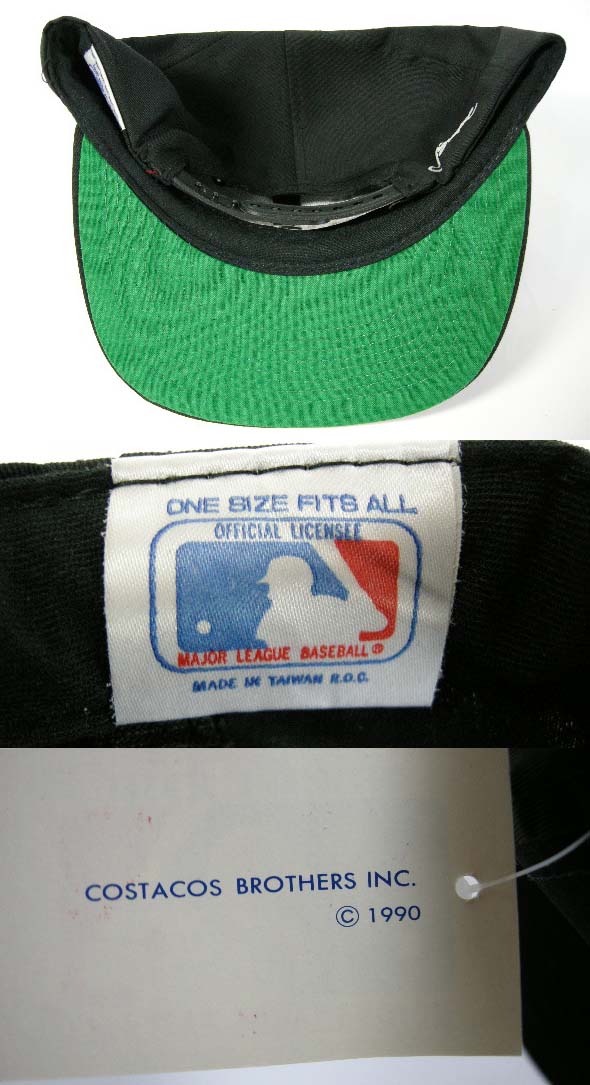 ONE SIZE FITS ALL
OFFICIAL LICENSEE
MAJOR LEAGUE BASEBALL ®
MADE IN TAIWAN R.O.C.
COSTACOS BROTHERS INC.
© 1990